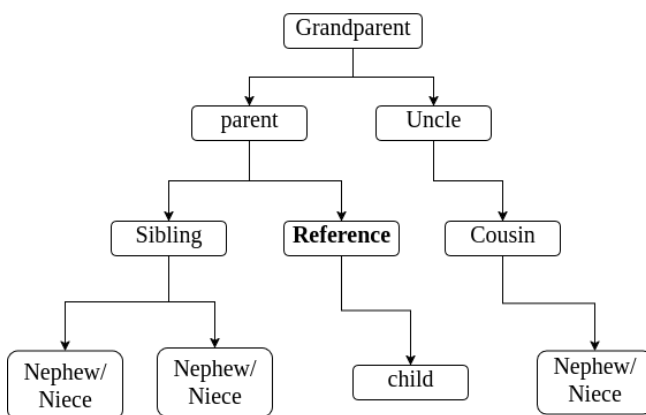 Grandparent
parent
Uncle
Sibling
Reference
Cousin
Nephew/
Niece
Nephew/
Niece
child
Nephew/
Niece